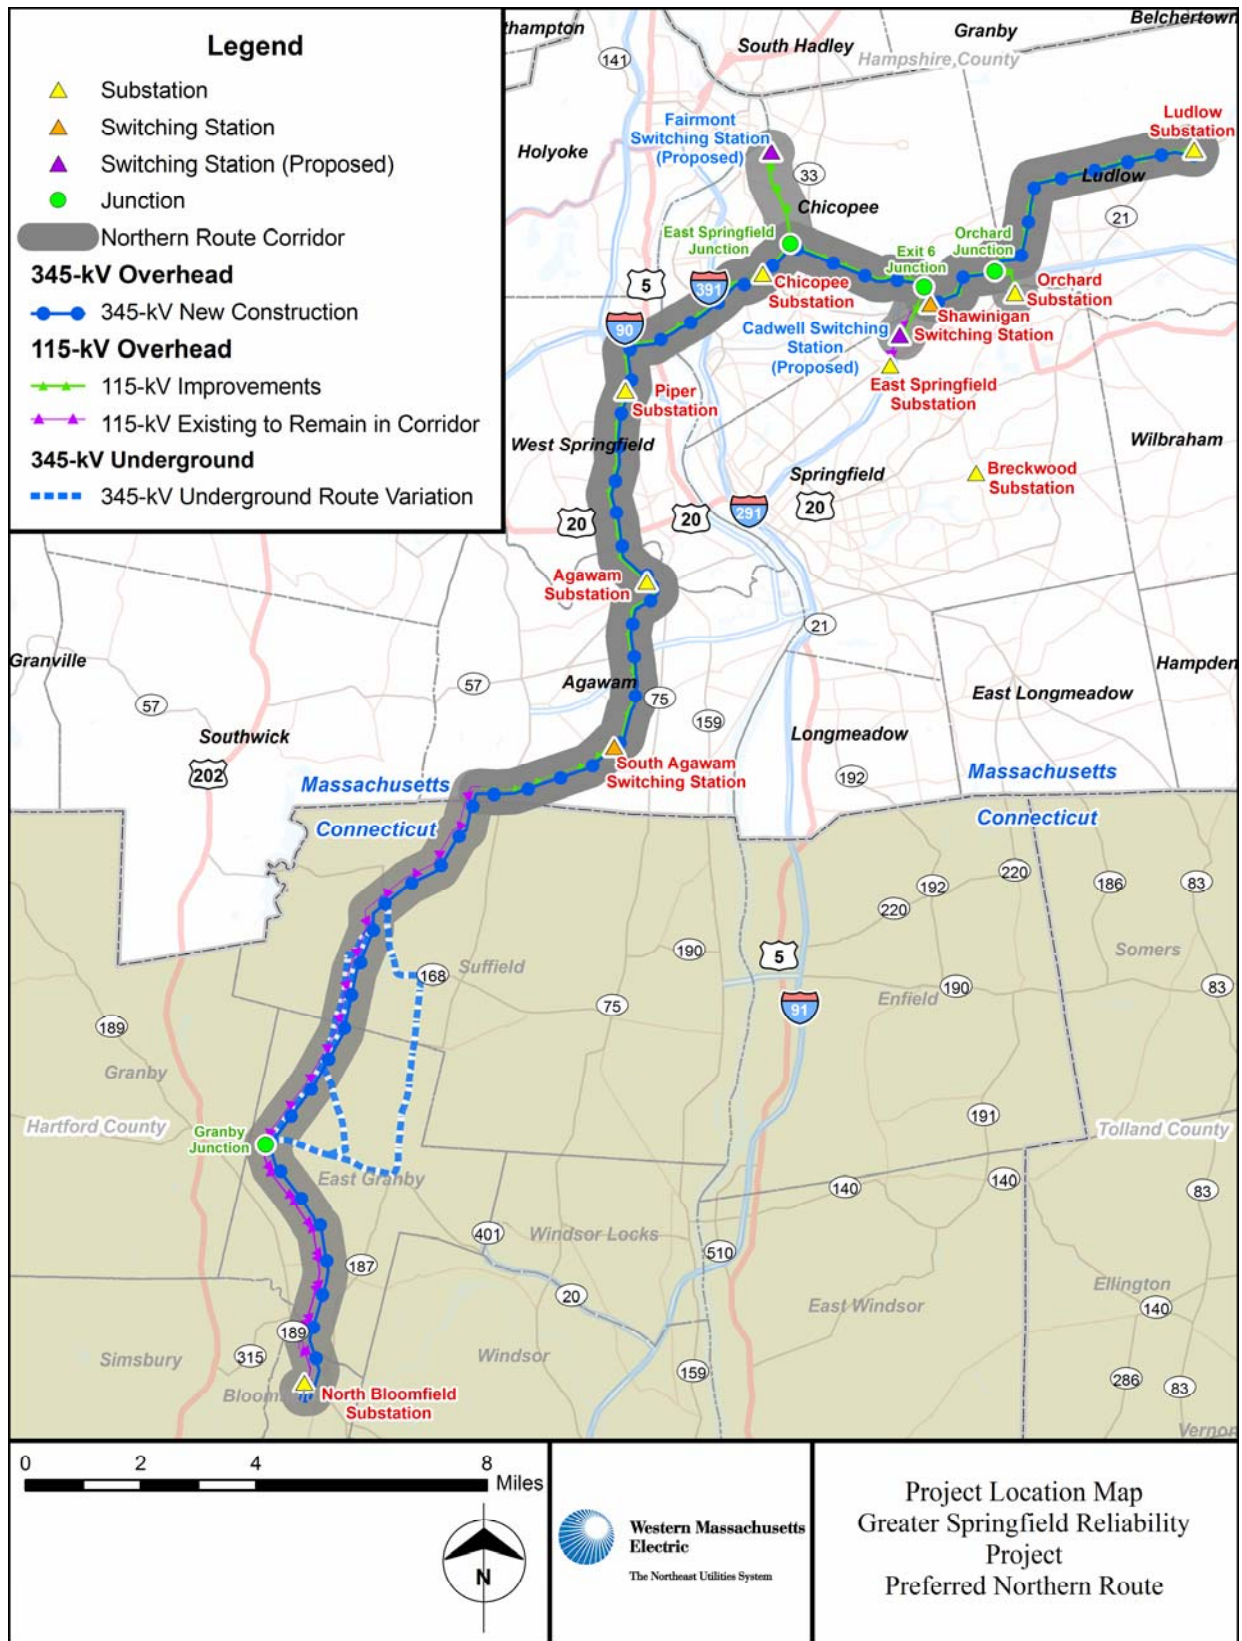 Legend
Substation
Switching Station
Switching Station (Proposed)
Junction
Northern Route Corridor
345-kV Overhead
345-kV New Construction
115-kV Overhead
115-kV Improvements
115-kV Existing to Remain in Corridor
345-kV Underground
345-kV Underground Route Variation
thampton
141
South Hadley
Granby
Belchertown
Hampshire County
Holyoke
Fairmont
Switching Station
(Proposed)
33
Chicopee
Ludlow
Substation
Ludlow
21
East Springfield
Junction
Orchard
Junction
Exit 6
Junction
5
391
90
Chicopee
Substation
Orchard
Substation
Shawinigan
Switching Station
Cadwell Switching
Station
(Proposed)
East Springfield
Substation
Piper
Substation
West Springfield
Wilbraham
Springfield
Breckwood
Substation
20
20
291
20
Agawam
Substation
21
Granville
Hampden
57
57
Agawam
75
159
East Longmeadow
Southwick
202
Longmeadow
South Agawam
Switching Station
192
Massachusetts
Connecticut
Massachusetts
Connecticut
220
192
220
186
83
Suffield
168
190
5
Somers
75
Enfield
190
83
91
189
Granby
Hartford County
Granby
Junction
191
Tolland County
East Granby
140
140
83
401
Windsor Locks
510
187
20
East Windsor
Ellington
140
189
315
Simsbury
Windsor
159
286
83
Bloom
North Bloomfield
Substation
Vernon
0
2
4
8
Miles
N
Western Massachusetts
Electric
The Northeast Utilities System
Project Location Map
Greater Springfield Reliability
Project
Preferred Northern Route